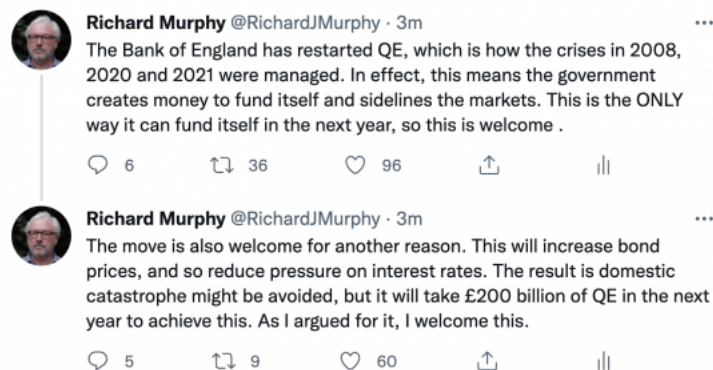 Richard Murphy @RichardJMurphy · 3m
The Bank of England has restarted QE, which is how the crises in 2008,
2020 and 2021 were managed. In effect, this means the government
creates money to fund itself and sidelines the markets. This is the ONLY
way it can fund itself in the next year, so this is welcome .
6 36 96
Richard Murphy @RichardJMurphy · 3m
The move is also welcome for another reason. This will increase bond
prices, and so reduce pressure on interest rates. The result is domestic
catastrophe might be avoided, but it will take £200 billion of QE in the next
year to achieve this. As I argued for it, I welcome this.
5 9 60